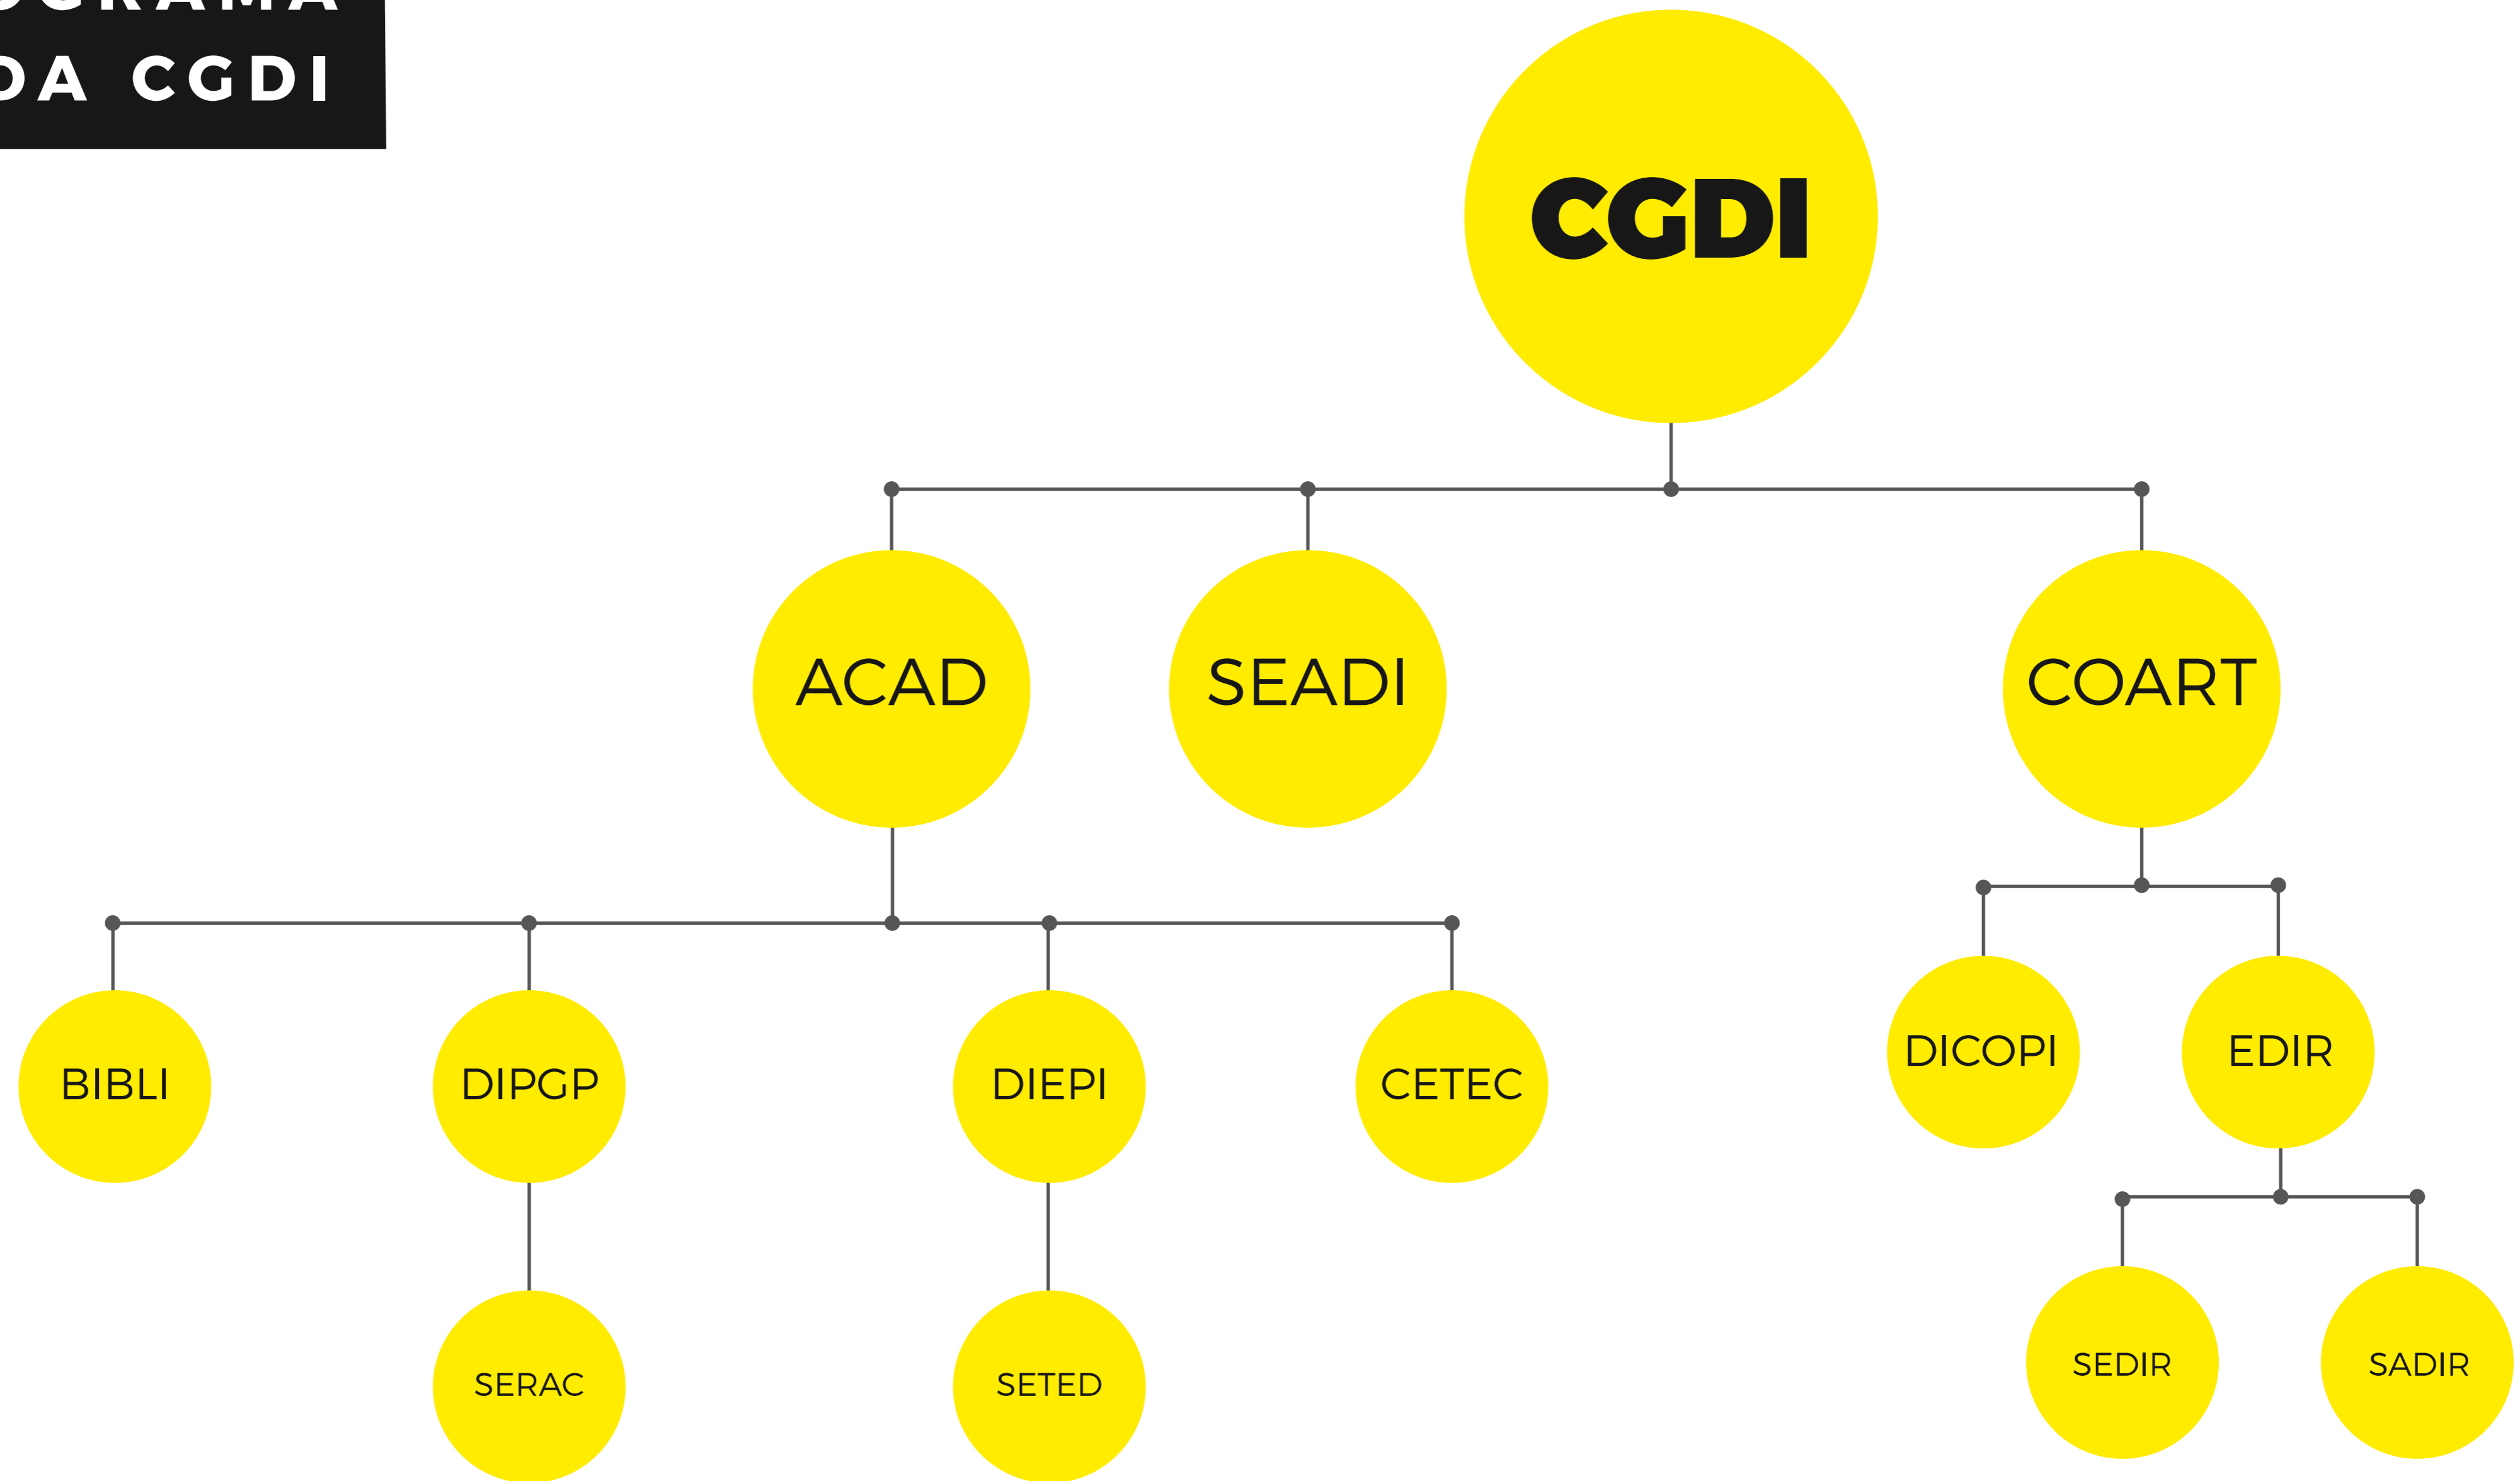 DA CGDI
CGDI
ACAD
SEADI
COART
DICOPI
EDIR
BIBLI
DIPGP
DIEPI
CETEC
SEDIR
SADIR
SERAC
SETED